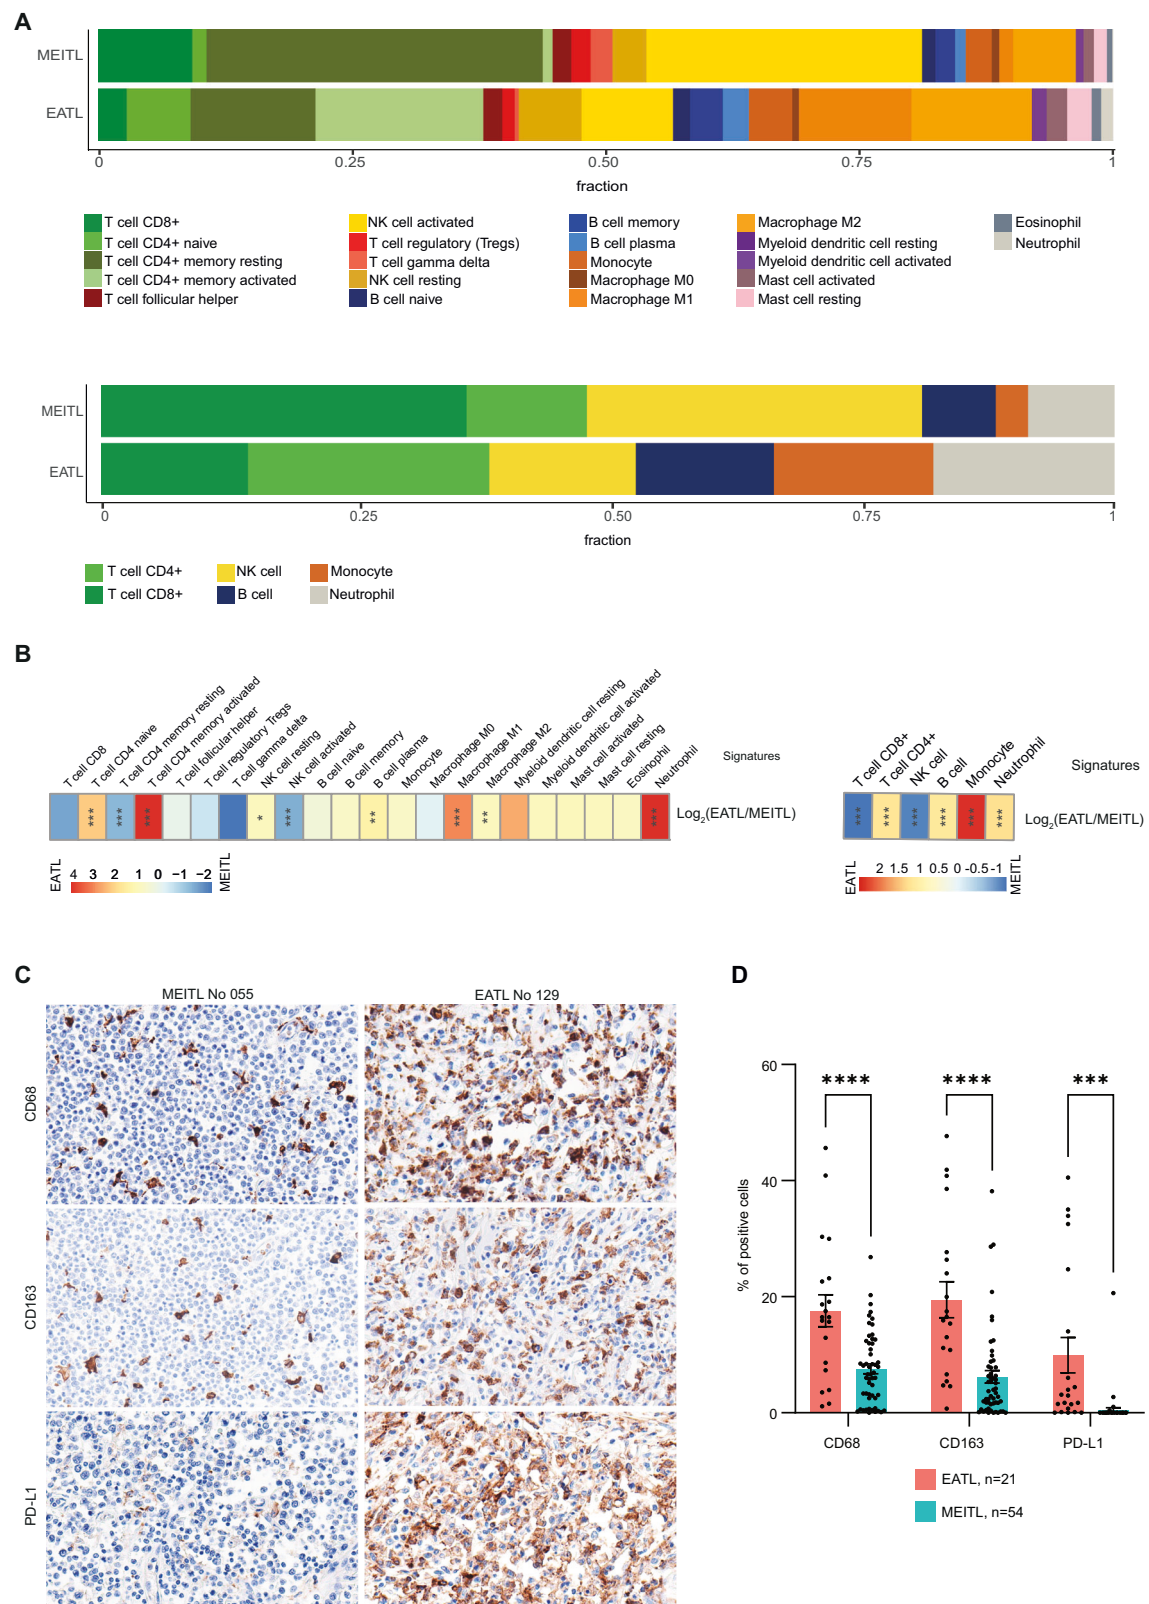 A
MEITL
EATL
0 0.25 0.50 0.75 1
fraction
T cell CD8+
T cell CD4+ naive
T cell CD4+ memory resting
T cell CD4+ memory activated
T cell follicular helper
NK cell activated
T cell regulatory (Tregs)
T cell gamma delta
NK cell resting
B cell naive
B cell memory
B cell plasma
Monocyte
Macrophage M0
Macrophage M1
Macrophage M2
Myeloid dendritic cell resting
Myeloid dendritic cell activated
Mast cell activated
Mast cell resting
Eosinophil
Neutrophil
MEITL
EATL
0 0.25 0.50 0.75 1
fraction
T cell CD4+
T cell CD8+
NK cell
B cell
Monocyte
Neutrophil
B
T cell CD8
T cell CD4 naive
T cell CD4 memory resting
T cell CD4 memory activated
T cell follicular helper
T cell regulatory Tregs
T cell gamma delta
NK cell resting
NK cell activated
B cell naive
B cell memory
B cell plasma
Monocyte
Macrophage M0
Macrophage M1
Macrophage M2
Myeloid dendritic cell resting
Myeloid dendritic cell activated
Mast cell activated
Mast cell resting
Eosinophil
Neutrophil
Signatures
*** *** *** * *** ** *** ** ***
Log2(EATL/MEITL)
EATL 4 3 2 1 0 −1 −2 MEITL
T cell CD8+
T cell CD4+
NK cell
B cell
Monocyte
Neutrophil
Signatures
*** *** *** *** *** ***
Log2(EATL/MEITL)
EATL 2 1.5 1 0.5 0 -0.5 -1 MEITL
C
MEITL No 055 EATL No 129
CD68
CD163
PD-L1
D
% of positive cells
60
40
20
0
**** **** ***
CD68 CD163 PD-L1
EATL, n=21
MEITL, n=54